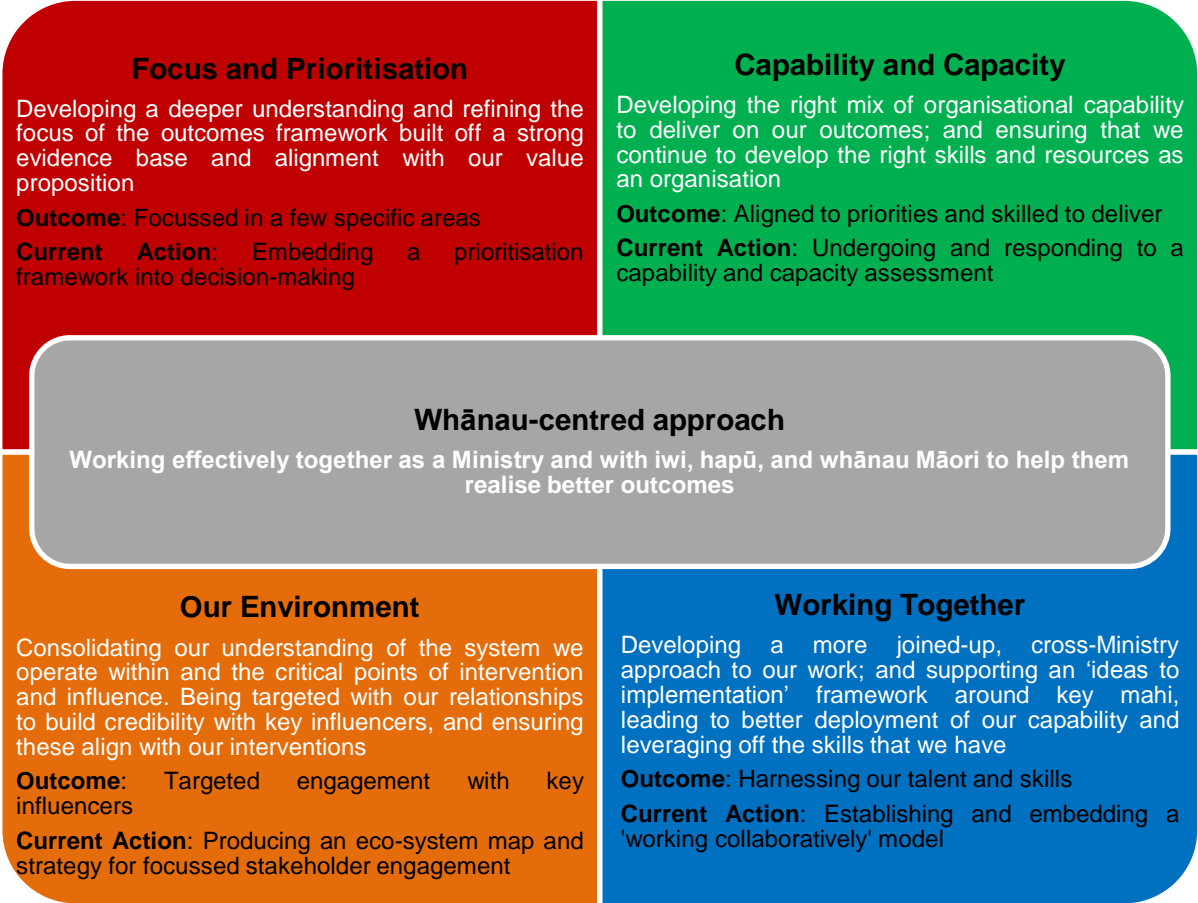 Focus and Prioritisation
Developing a deeper understanding and refining the
focus of the outcomes framework built off a strong
evidence base and alignment with our value
proposition
Outcome: Focussed in a few specific areas
Current Action: Embedding a prioritisation
framework into decision-making
Capability and Capacity
Developing the right mix of organisational capability
to deliver on our outcomes; and ensuring that we
continue to develop the right skills and resources as
an organisation
Outcome: Aligned to priorities and skilled to deliver
Current Action: Undergoing and responding to a
capability and capacity assessment
Whānau-centred approach
Working effectively together as a Ministry and with iwi, hapū, and whānau Māori to help them
realise better outcomes
Our Environment
Consolidating our understanding of the system we
operate within and the critical points of intervention
and influence. Being targeted with our relationships
to build credibility with key influencers, and ensuring
these align with our interventions
Outcome: Targeted engagement with key
influencers
Current Action: Producing an eco-system map and
strategy for focussed stakeholder engagement
Working Together
Developing a more joined-up, cross-Ministry
approach to our work; and supporting an ‘ideas to
implementation’ framework around key mahi,
leading to better deployment of our capability and
leveraging off the skills that we have
Outcome: Harnessing our talent and skills
Current Action: Establishing and embedding a
'working collaboratively' model